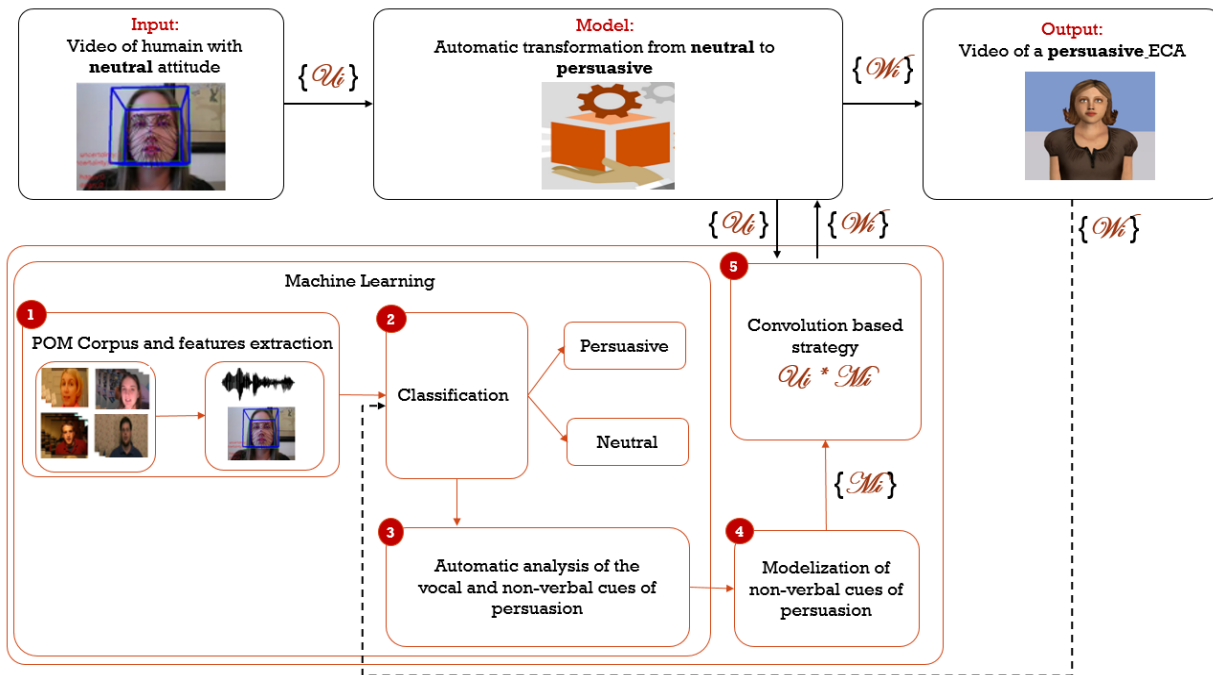 Input:
Video of humain with
neutral attitude
{Ui}
Model:
Automatic transformation from neutral to
persuasive
{Wi}
Output:
Video of a persuasive ECA
{Ui}
{Wi}
{Wi}
Machine Learning
1
POM Corpus and features extraction
2
Classification
Persuasive
Neutral
3
Automatic analysis of the
vocal and non-verbal cues of
persuasion
4
Modelization of
non-verbal cues of
persuasion
{Mi}
5
Convolution based
strategy
Ui * Mi